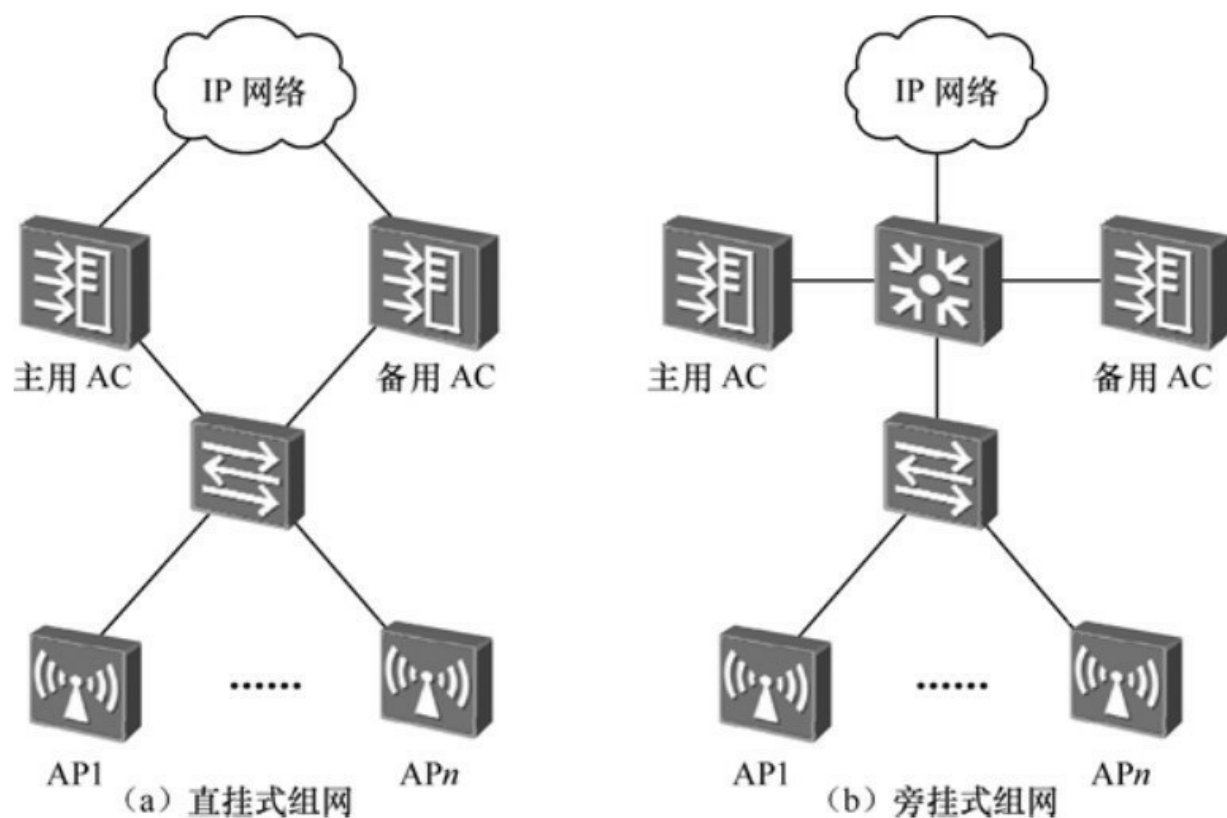 IP 网络
IP 网络
主用 AC
备用 AC
主用 AC
备用 AC
AP1
......
APn
AP1
......
APn
（a）直挂式组网
（b）旁挂式组网